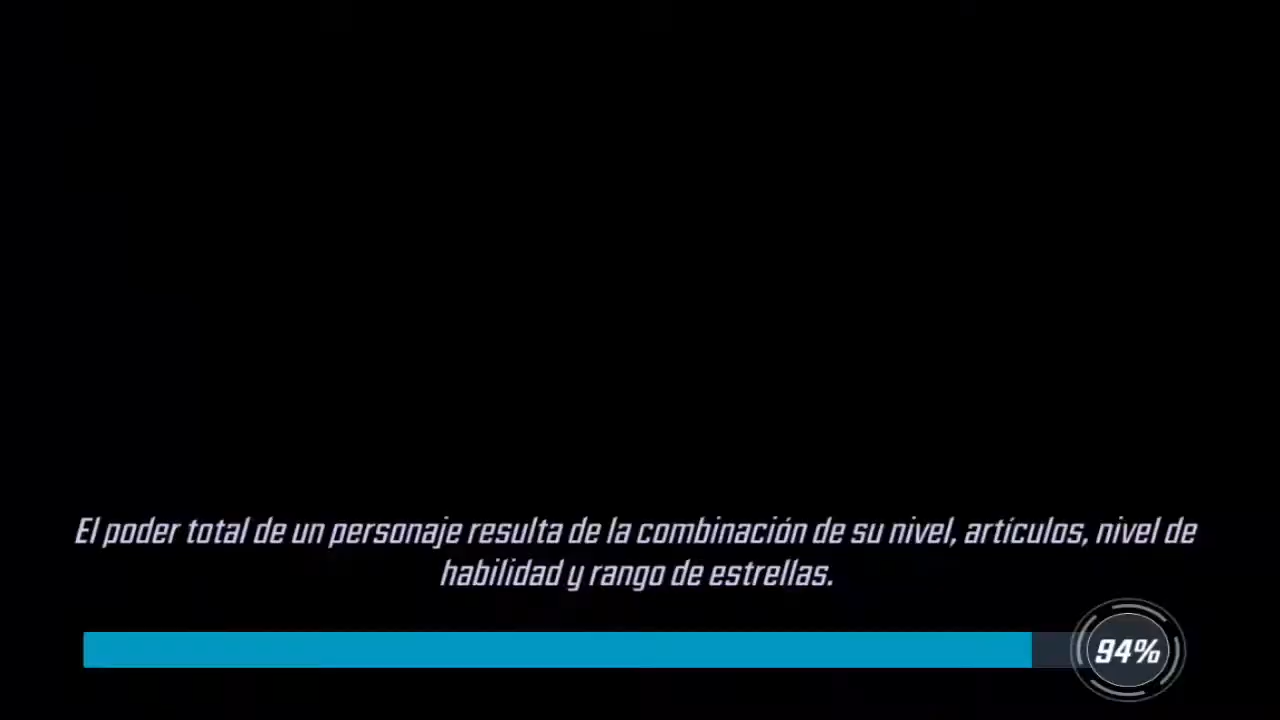 El poder total de un personaje resulta de la combinación de su nivel, artículos, nivel de
habilidad y rango de estrellas.
94%